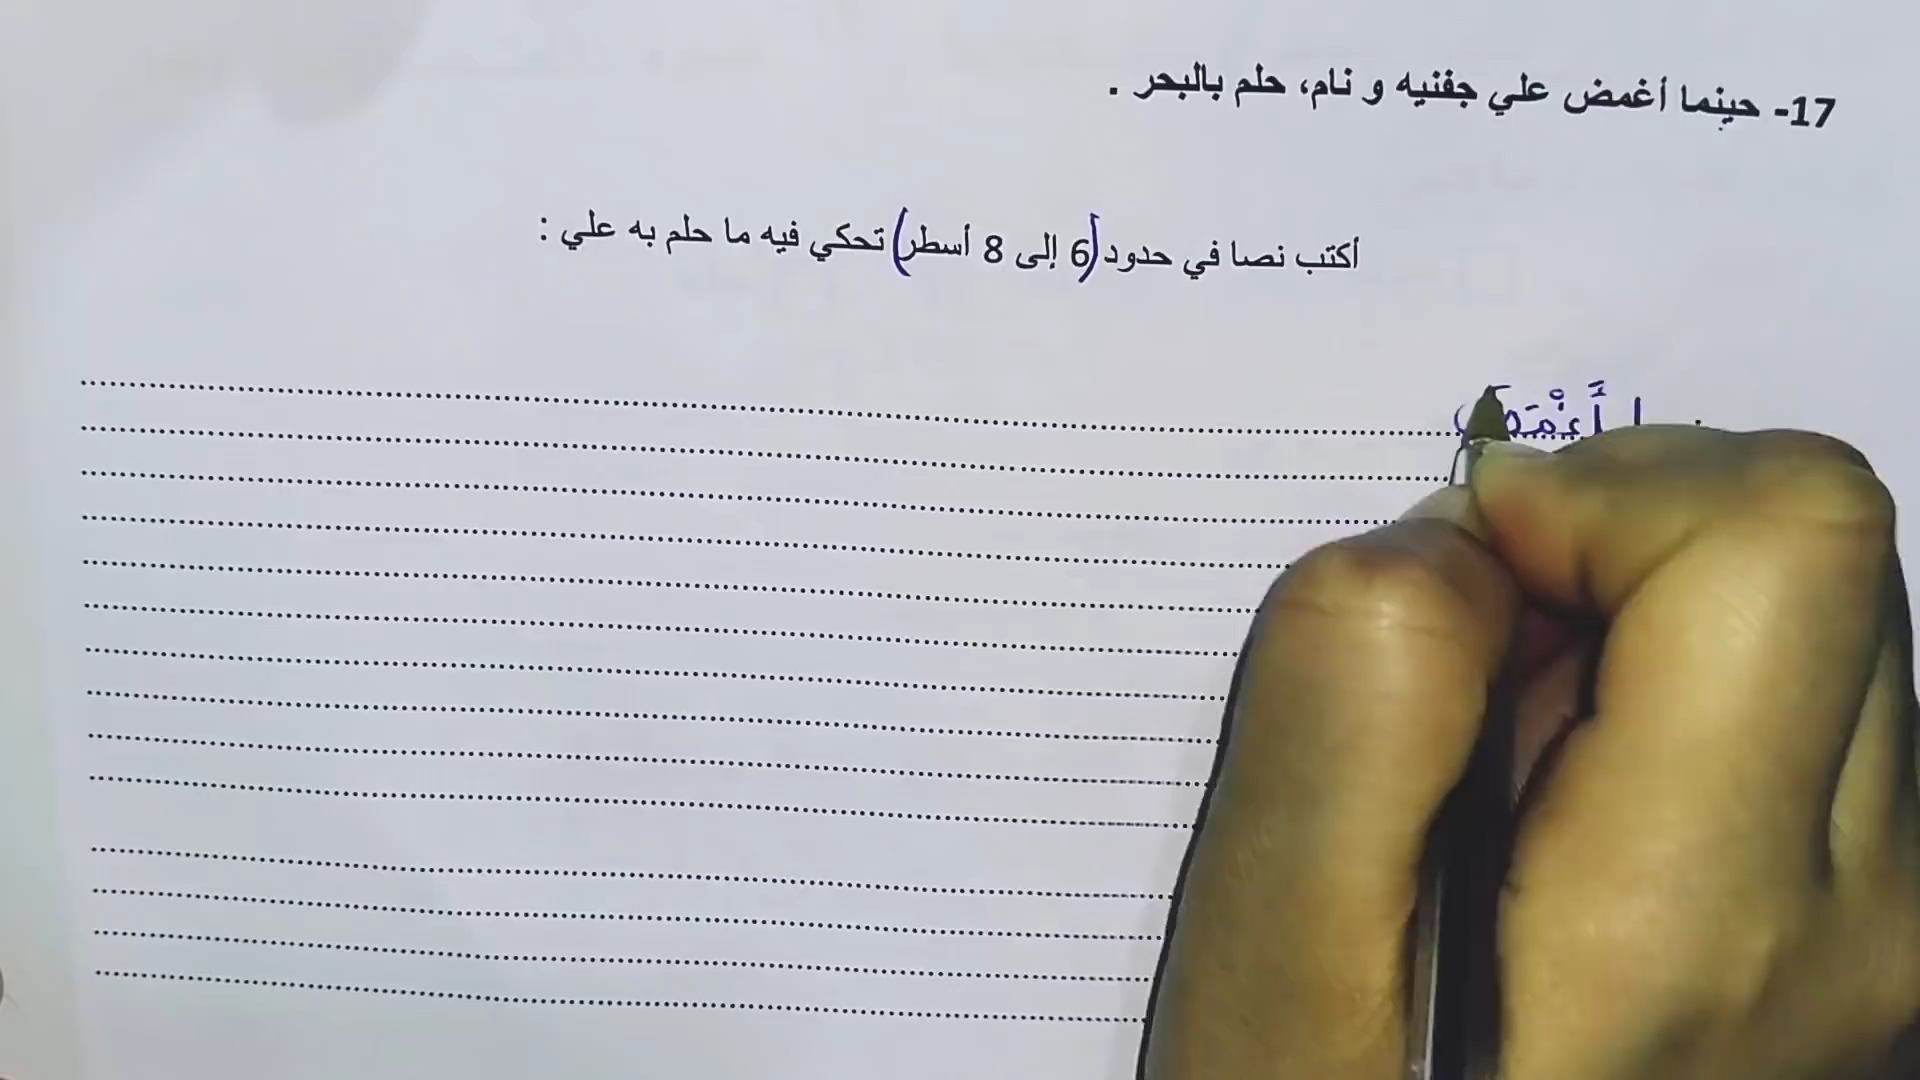 17- حينما أغمض علي جفنيه و نام، حلم بالبحر .
أكتب نصا في حدود (6 إلى 8 أسطر) تحكي فيه ما حلم به علي :